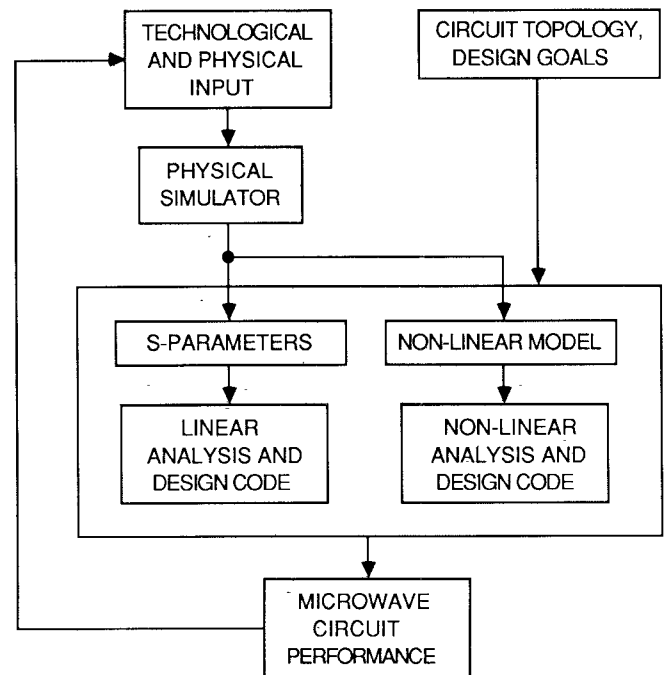 TECHNOLOGICAL
AND PHYSICAL
INPUT
CIRCUIT TOPOLOGY,
DESIGN GOALS
PHYSICAL
SIMULATOR
S-PARAMETERS
NON-LINEAR MODEL
LINEAR
ANALYSIS AND
DESIGN CODE
NON-LINEAR
ANALYSIS AND
DESIGN CODE
MICROWAVE
CIRCUIT
PERFORMANCE